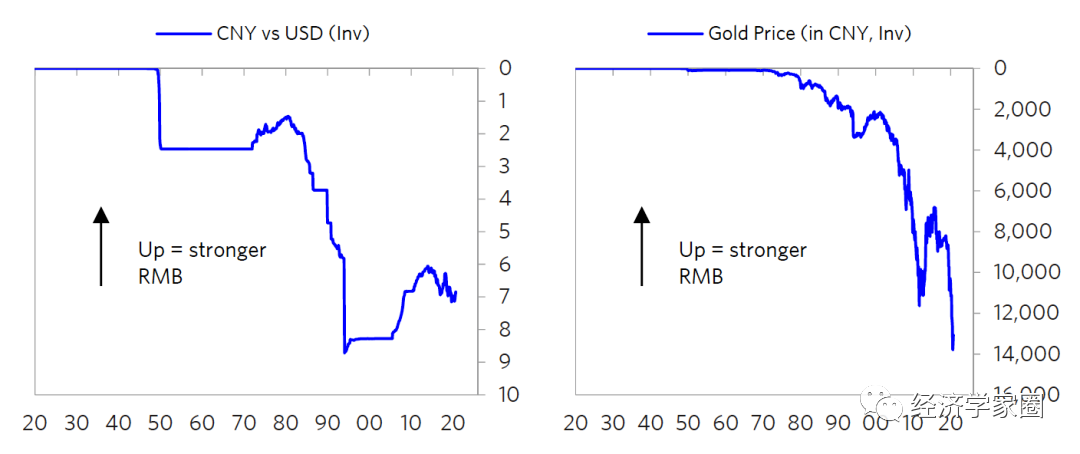 CNY vs USD (Inv)
0
1
2
3
4
5
6
7
8
9
10
Up = stronger
RMB
20 30 40 50 60 70 80 90 00 10 20
Gold Price (in CNY, Inv)
0
2,000
4,000
6,000
8,000
10,000
12,000
14,000
16,000
Up = stronger
RMB
20 30 40 50 60 70 80 90 00 10 20
经济学家圈